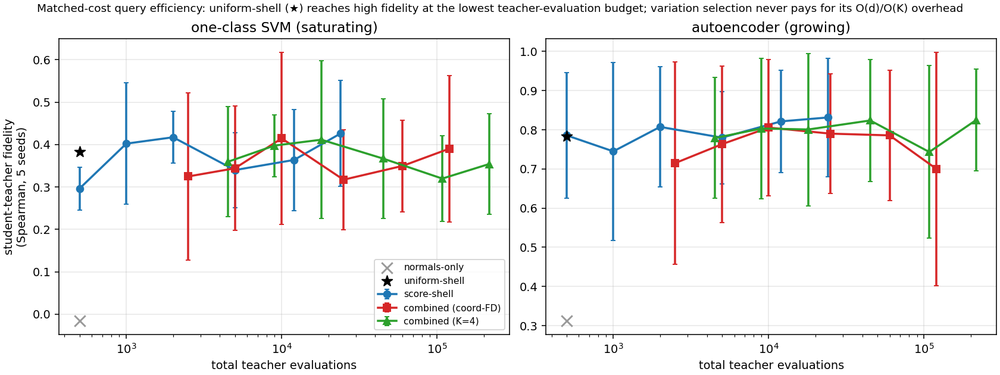 Matched-cost query efficiency: uniform-shell (★) reaches high fidelity at the lowest teacher-evaluation budget; variation selection never pays for its O(d)/O(K) overhead
one-class SVM (saturating)
student-teacher fidelity
(Spearman, 5 seeds)
0.6
0.5
0.4
0.3
0.2
0.1
0.0
normals-only
uniform-shell
score-shell
combined (coord-FD)
combined (K=4)
10³
10⁴
10⁵
total teacher evaluations
autoencoder (growing)
1.0
0.9
0.8
0.7
0.6
0.5
0.4
0.3
10³
10⁴
10⁵
total teacher evaluations